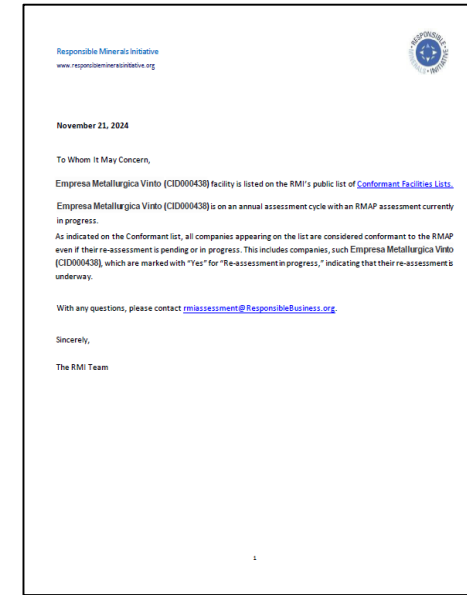 Responsible Minerals Initiative
www.responsiblemineralsinitiative.org
RESPONSIBLE
MINERALS
INITIATIVE
November 21, 2024
To Whom It May Concern,
Empresa Metallurgica Vinto (CID000438) facility is listed on the RMI's public list of Conformant Facilities Lists.
Empresa Metallurgica Vinto (CID000438) is on an annual assessment cycle with an RMAP assessment currently
in progress.
As indicated on the Conformant list, all companies appearing on the list are considered conformant to the RMAP
even if their re-assessment is pending or in progress. This includes companies, such Empresa Metallurgica Vinto
(CID000438), which are marked with "Yes" for "Re-assessment in progress," indicating that their re-assessment is
underway.
With any questions, please contact rmiassessment@ResponsibleBusiness.org.
Sincerely,
The RMI Team
1